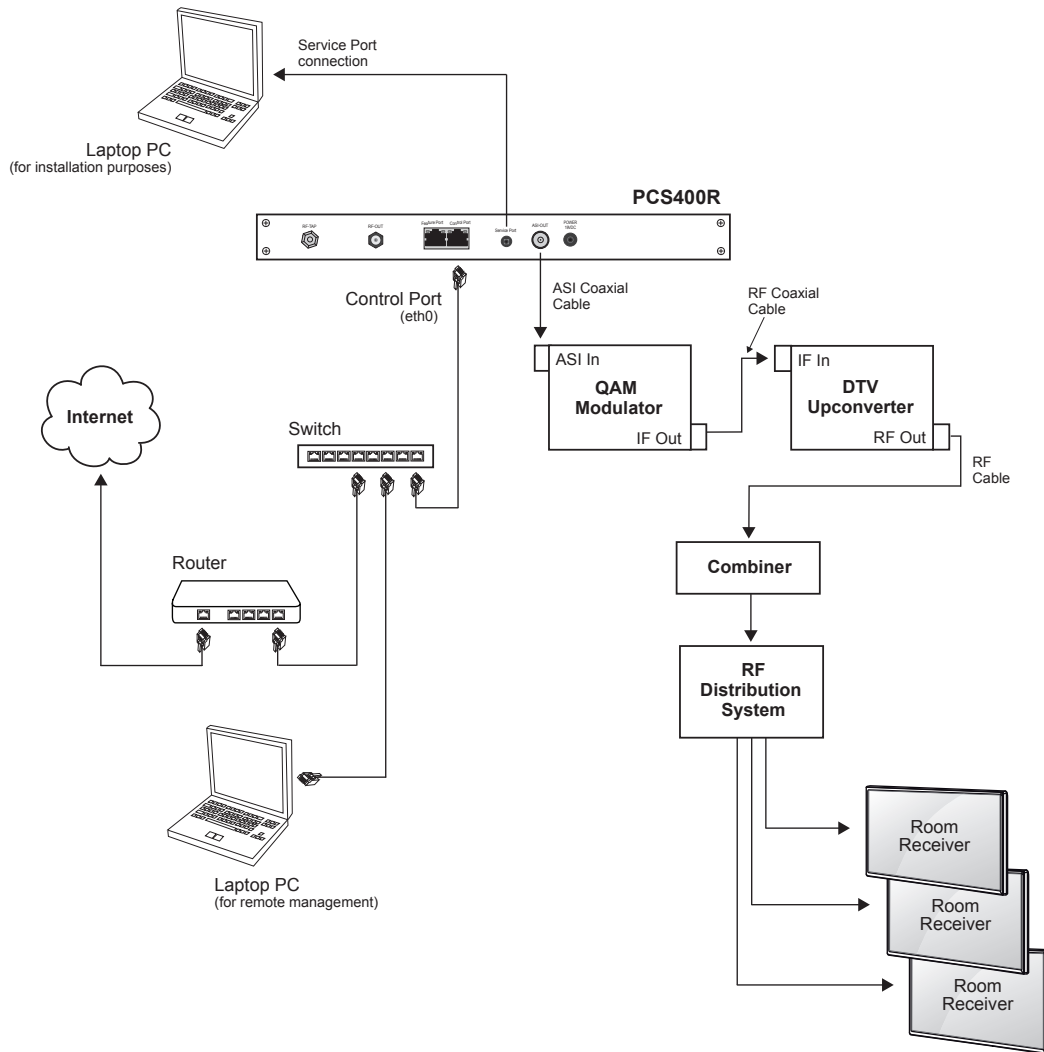 Service Port
connection
Laptop PC
(for installation purposes)
PCS400R
RF-TAP
RF-OUT
Feature Port
Control Port
Service Port
ASI-OUT
POWER
Control Port
(eth0)
ASI Coaxial
Cable
RF Coaxial
Cable
ASI In
QAM
Modulator
IF Out
IF In
DTV
Upconverter
RF Out
RF
Cable
Internet
Switch
Router
Combiner
RF
Distribution
System
Laptop PC
(for remote management)
Room
Receiver
Room
Receiver
Room
Receiver